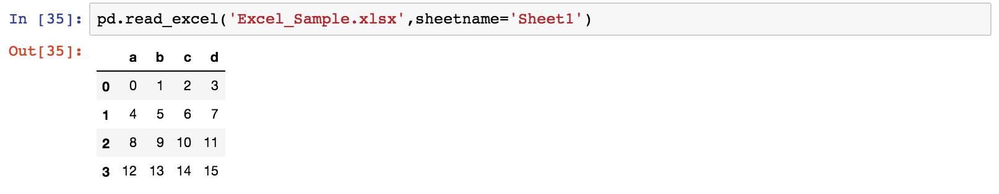 In [35]: pd.read_excel('Excel_Sample.xlsx',sheetname='Sheet1')
Out[35]:
a b c d
0 0 1 2 3
1 4 5 6 7
2 8 9 10 11
3 12 13 14 15